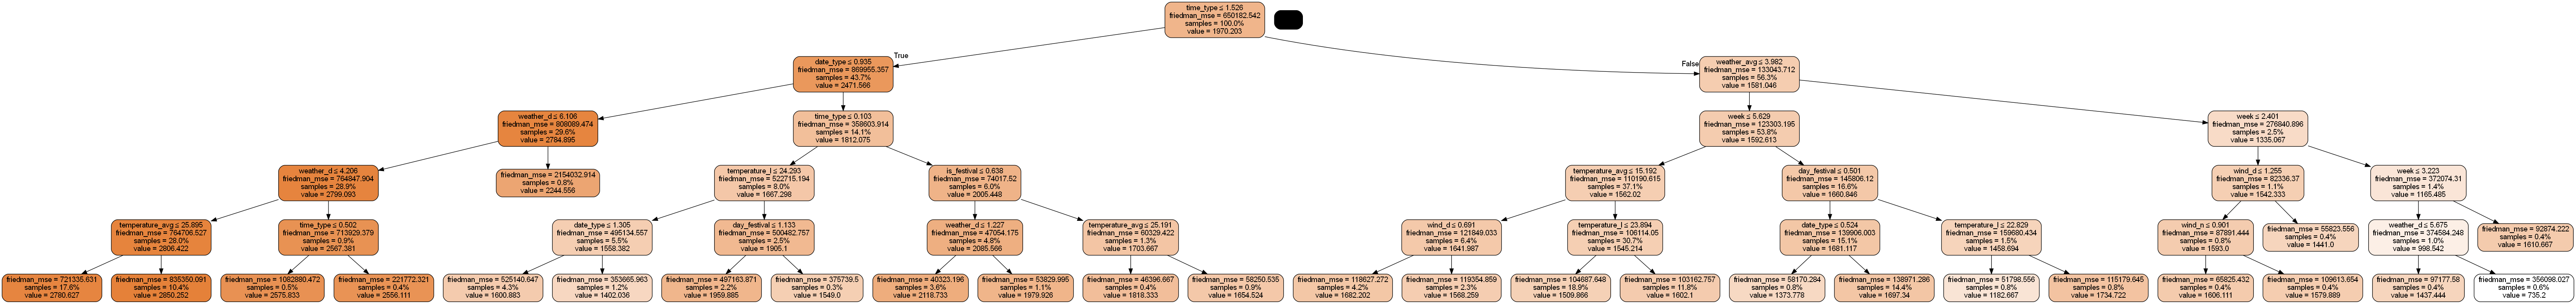 time_type ≤ 1.526
friedman_mse = 650182.542
samples = 100.0%
value = 1970.203
True
False
date_type ≤ 0.935
friedman_mse = 869955.357
samples = 43.7%
value = 2471.566
weather_avg ≤ 3.982
friedman_mse = 133043.712
samples = 56.3%
value = 1581.046
weather_d ≤ 6.106
friedman_mse = 808089.474
samples = 29.6%
value = 2784.895
time_type ≤ 0.103
friedman_mse = 358603.914
samples = 14.1%
value = 1812.075
week ≤ 5.629
friedman_mse = 123303.195
samples = 53.8%
value = 1592.613
week ≤ 2.401
friedman_mse = 276840.896
samples = 2.5%
value = 1335.067
weather_d ≤ 4.206
friedman_mse = 764847.904
samples = 28.9%
value = 2799.093
friedman_mse = 2154032.914
samples = 0.8%
value = 2244.556
temperature_l ≤ 24.293
friedman_mse = 522715.194
samples = 8.0%
value = 1667.298
is_festival ≤ 0.638
friedman_mse = 74017.52
samples = 6.0%
value = 2005.448
temperature_avg ≤ 15.192
friedman_mse = 110190.615
samples = 37.1%
value = 1562.02
day_festival ≤ 0.501
friedman_mse = 145806.12
samples = 16.6%
value = 1660.846
wind_d ≤ 1.255
friedman_mse = 82336.37
samples = 1.1%
value = 1542.333
week ≤ 3.223
friedman_mse = 372074.31
samples = 1.4%
value = 1165.485
temperature_avg ≤ 25.895
friedman_mse = 764706.527
samples = 28.0%
value = 2806.422
time_type ≤ 0.502
friedman_mse = 713929.379
samples = 0.9%
value = 2567.381
date_type ≤ 1.305
friedman_mse = 495134.557
samples = 5.5%
value = 1558.382
day_festival ≤ 1.133
friedman_mse = 500482.757
samples = 2.5%
value = 1905.1
weather_d ≤ 1.227
friedman_mse = 47054.175
samples = 4.8%
value = 2085.566
temperature_avg ≤ 25.191
friedman_mse = 60329.422
samples = 1.3%
value = 1703.667
wind_d ≤ 0.691
friedman_mse = 121849.033
samples = 6.4%
value = 1641.987
temperature_l ≤ 23.894
friedman_mse = 106114.05
samples = 30.7%
value = 1545.214
date_type ≤ 0.524
friedman_mse = 139906.003
samples = 15.1%
value = 1681.117
temperature_l ≤ 22.829
friedman_mse = 159680.434
samples = 1.5%
value = 1458.694
wind_n ≤ 0.901
friedman_mse = 87891.444
samples = 0.8%
value = 1593.0
friedman_mse = 55823.556
samples = 0.4%
value = 1441.0
weather_d ≤ 5.675
friedman_mse = 374584.248
samples = 1.0%
value = 998.542
friedman_mse = 92874.222
samples = 0.4%
value = 1610.667
friedman_mse = 721335.631
samples = 17.6%
value = 2780.627
friedman_mse = 835350.091
samples = 10.4%
value = 2850.252
friedman_mse = 1082880.472
samples = 0.5%
value = 2575.833
friedman_mse = 221772.321
samples = 0.4%
value = 2556.111
friedman_mse = 525140.647
samples = 4.3%
value = 1600.883
friedman_mse = 353665.963
samples = 1.2%
value = 1402.036
friedman_mse = 497163.871
samples = 2.2%
value = 1959.885
friedman_mse = 375739.5
samples = 0.3%
value = 1549.0
friedman_mse = 40323.196
samples = 3.6%
value = 2118.733
friedman_mse = 53829.995
samples = 1.1%
value = 1979.926
friedman_mse = 46396.667
samples = 0.4%
value = 1818.333
friedman_mse = 58250.535
samples = 0.9%
value = 1654.524
friedman_mse = 118627.272
samples = 4.2%
value = 1682.202
friedman_mse = 119354.859
samples = 2.3%
value = 1568.259
friedman_mse = 104687.648
samples = 18.9%
value = 1509.866
friedman_mse = 103162.757
samples = 11.8%
value = 1602.1
friedman_mse = 58170.284
samples = 0.8%
value = 1373.778
friedman_mse = 138971.286
samples = 14.4%
value = 1697.34
friedman_mse = 51798.556
samples = 0.8%
value = 1182.667
friedman_mse = 115179.645
samples = 0.8%
value = 1734.722
friedman_mse = 65825.432
samples = 0.4%
value = 1606.111
friedman_mse = 109613.654
samples = 0.4%
value = 1579.889
friedman_mse = 97177.58
samples = 0.4%
value = 1437.444
friedman_mse = 356098.027
samples = 0.6%
value = 735.2